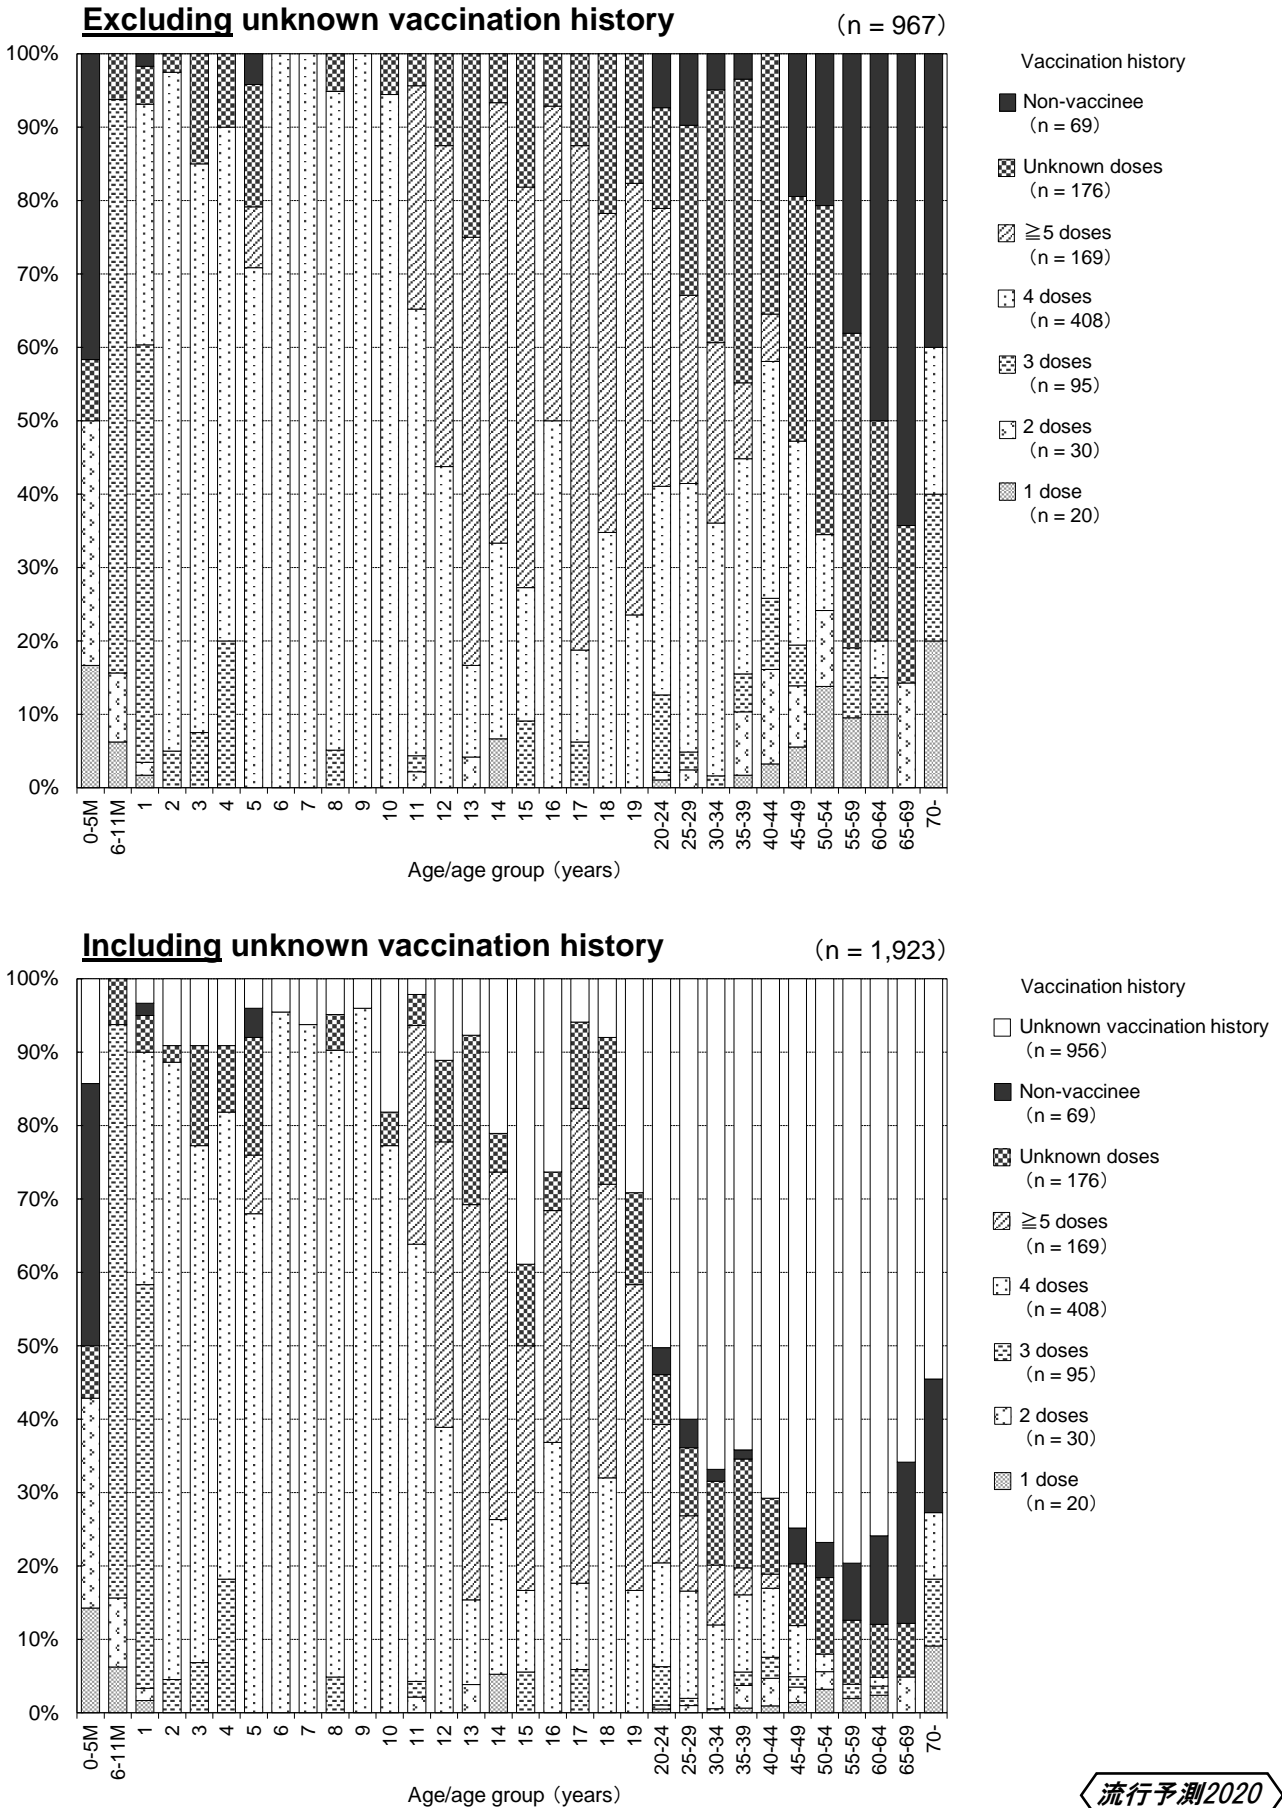 Excluding unknown vaccination history
(n = 967)
100%
90%
80%
70%
60%
50%
40%
30%
20%
10%
0%
0-5M
6-11M
1
2
3
4
5
6
7
8
9
10
11
12
13
14
15
16
17
18
19
20-24
25-29
30-34
35-39
40-44
45-49
50-54
55-59
60-64
65-69
70-
Age/age group（years）
Vaccination history
Non-vaccinee
（n = 69）
Unknown doses
（n = 176）
≧5 doses
（n = 169）
4 doses
（n = 408）
3 doses
（n = 95）
2 doses
（n = 30）
1 dose
（n = 20）
Including unknown vaccination history
(n = 1,923)
100%
90%
80%
70%
60%
50%
40%
30%
20%
10%
0%
0-5M
6-11M
1
2
3
4
5
6
7
8
9
10
11
12
13
14
15
16
17
18
19
20-24
25-29
30-34
35-39
40-44
45-49
50-54
55-59
60-64
65-69
70-
Age/age group（years）
Vaccination history
Unknown vaccination history
（n = 956）
Non-vaccinee
（n = 69）
Unknown doses
（n = 176）
≧5 doses
（n = 169）
4 doses
（n = 408）
3 doses
（n = 95）
2 doses
（n = 30）
1 dose
（n = 20）
流行予測2020